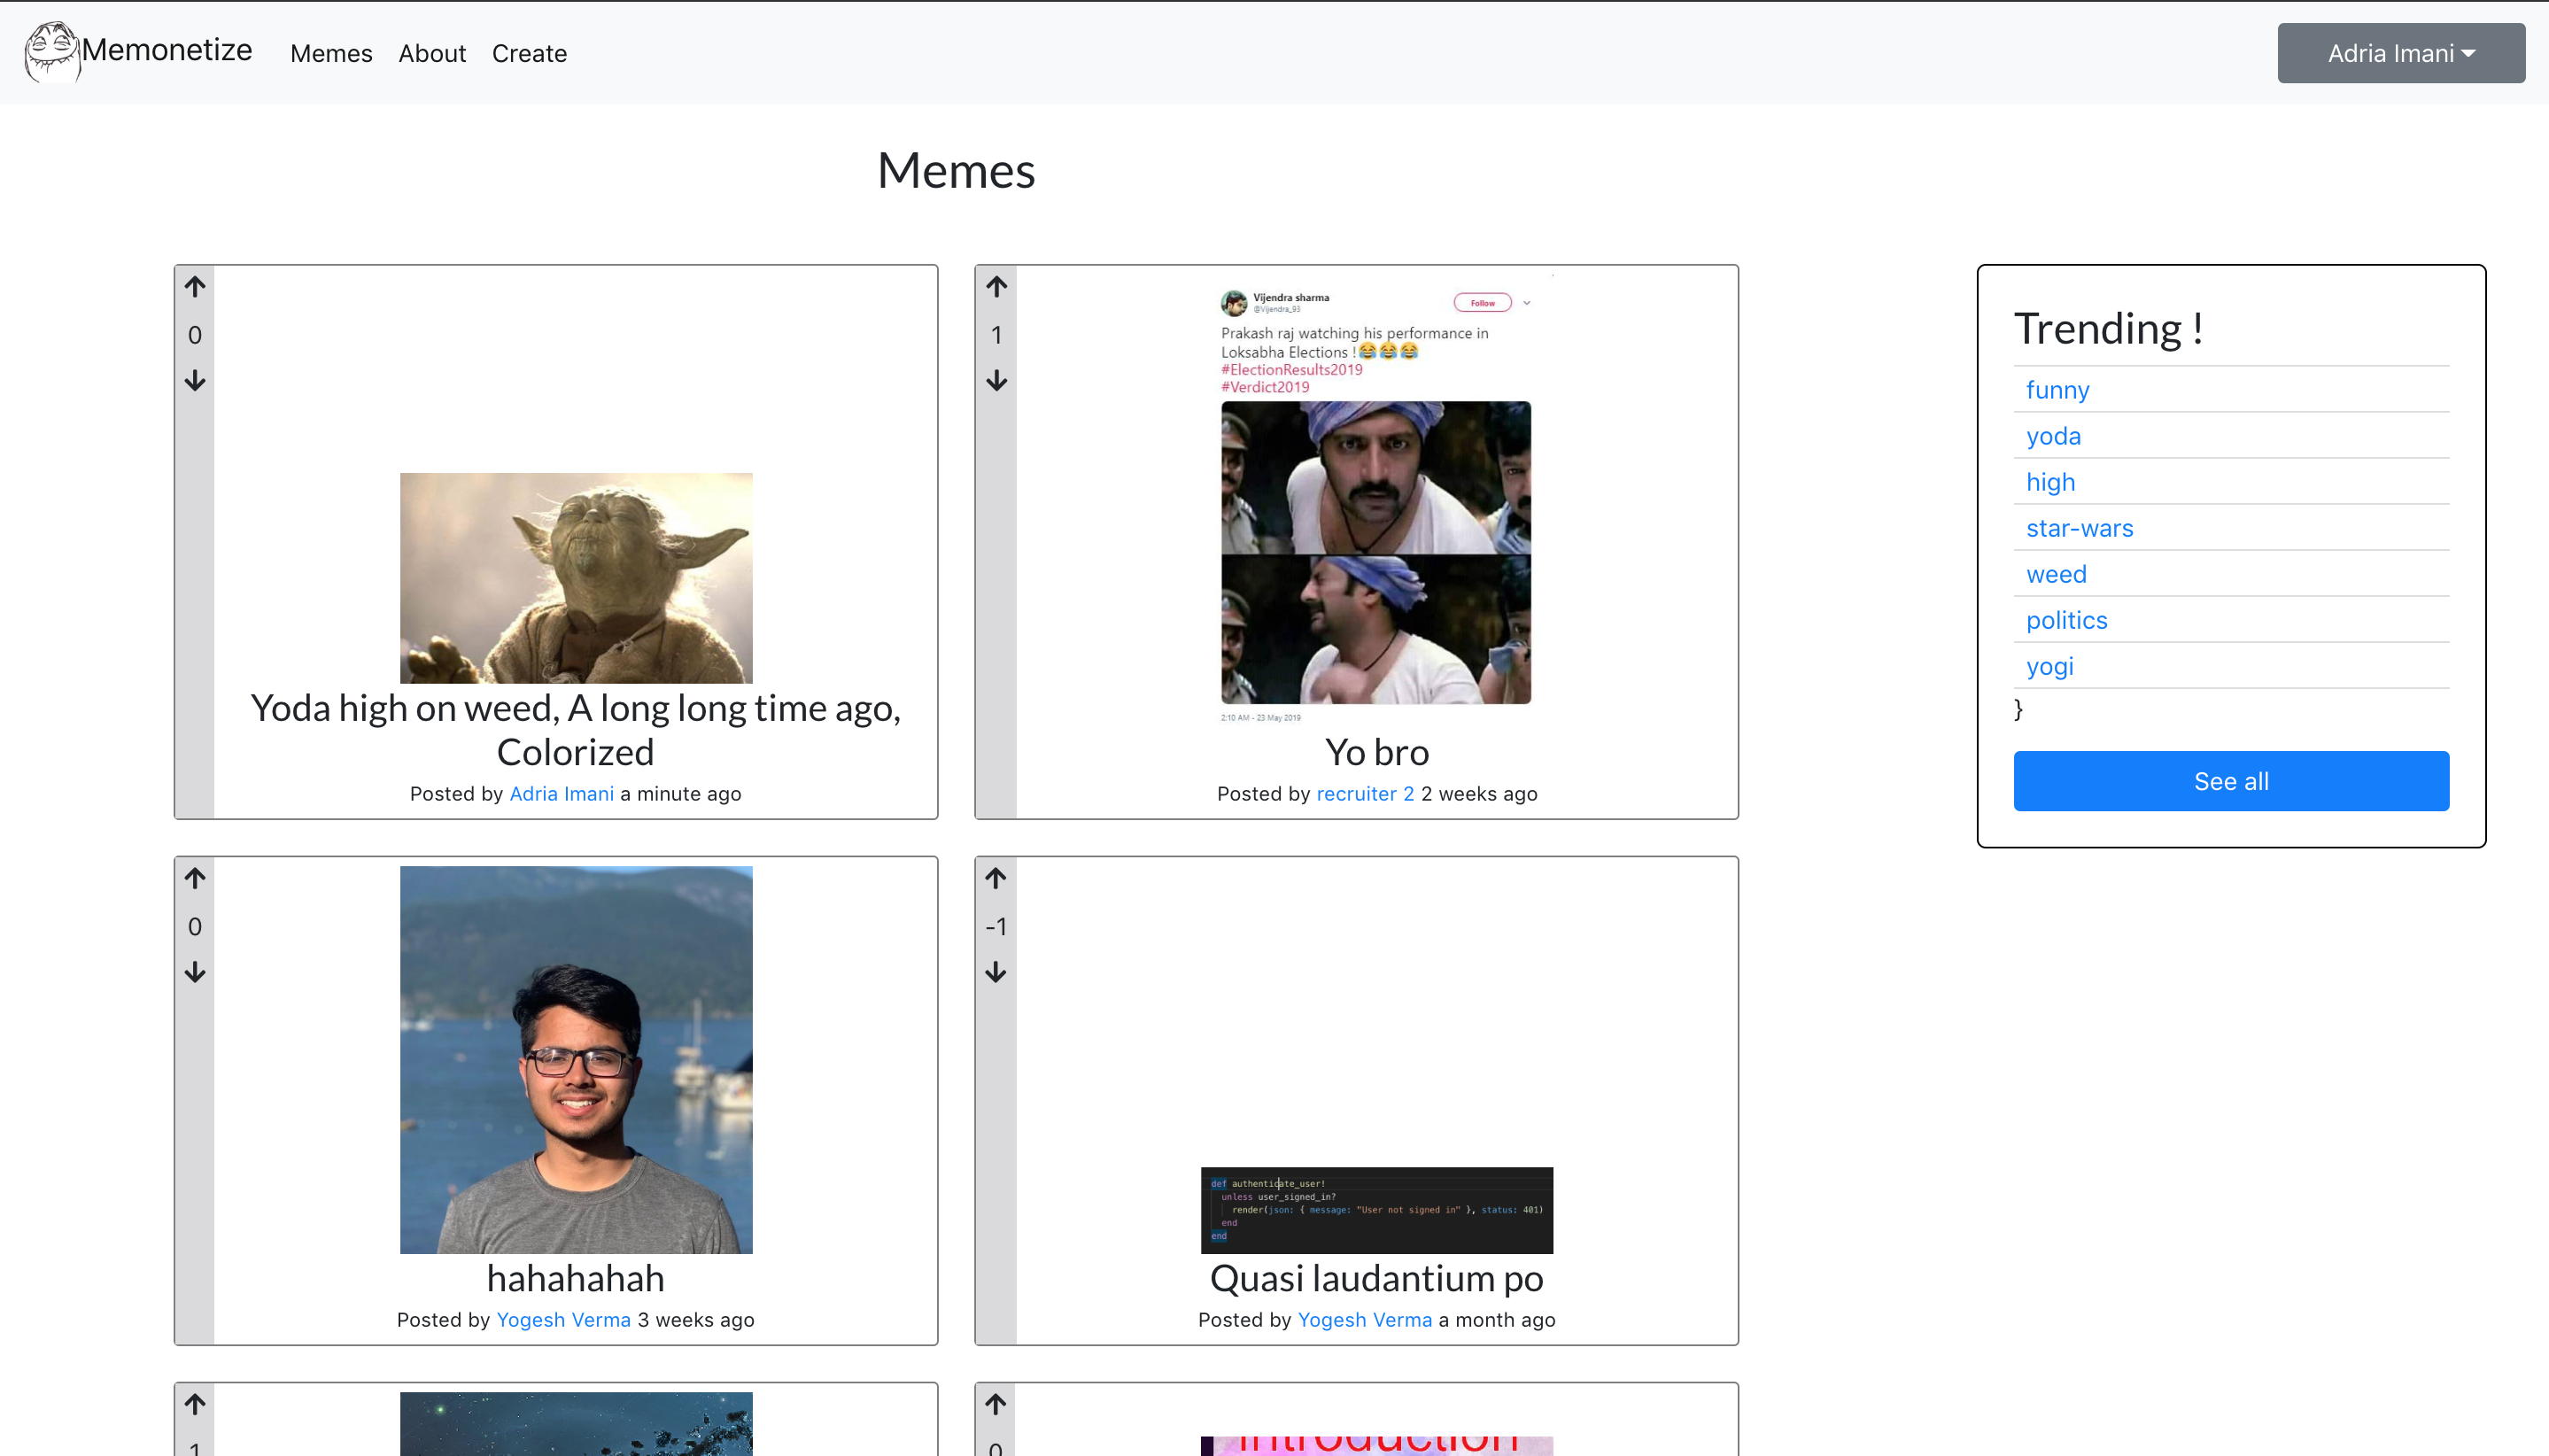 Memonetize
Memes
About
Create
Adria Imani
Memes
0
Yoda high on weed, A long long time ago,
Colorized
Posted by Adria Imani a minute ago
1
Vijendra sharma
@Vijendra_93
Follow
Prakash raj watching his performance in
Loksabha Elections !😂😂😂
#ElectionResults2019
#Verdict2019
2:10 AM - 23 May 2019
Yo bro
Posted by recruiter 2 2 weeks ago
Trending !
funny
yoda
high
star-wars
weed
politics
yogi
}
See all
0
hahahahah
Posted by Yogesh Verma 3 weeks ago
-1
def authenticate_user!
unless user_signed_in?
render(json: { message: "User not signed in" }, status: 401)
end
end
Quasi laudantium po
Posted by Yogesh Verma a month ago
1
0
introduction